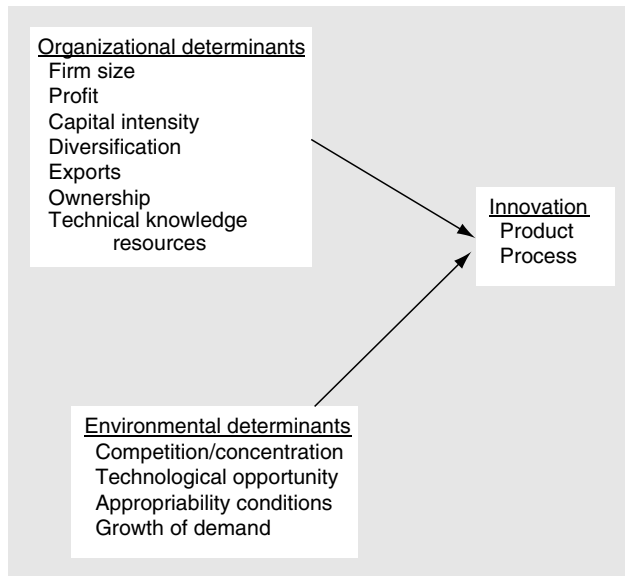 Organizational determinants
Firm size
Profit
Capital intensity
Diversification
Exports
Ownership
Technical knowledge
resources
Innovation
Product
Process
Environmental determinants
Competition/concentration
Technological opportunity
Appropriability conditions
Growth of demand